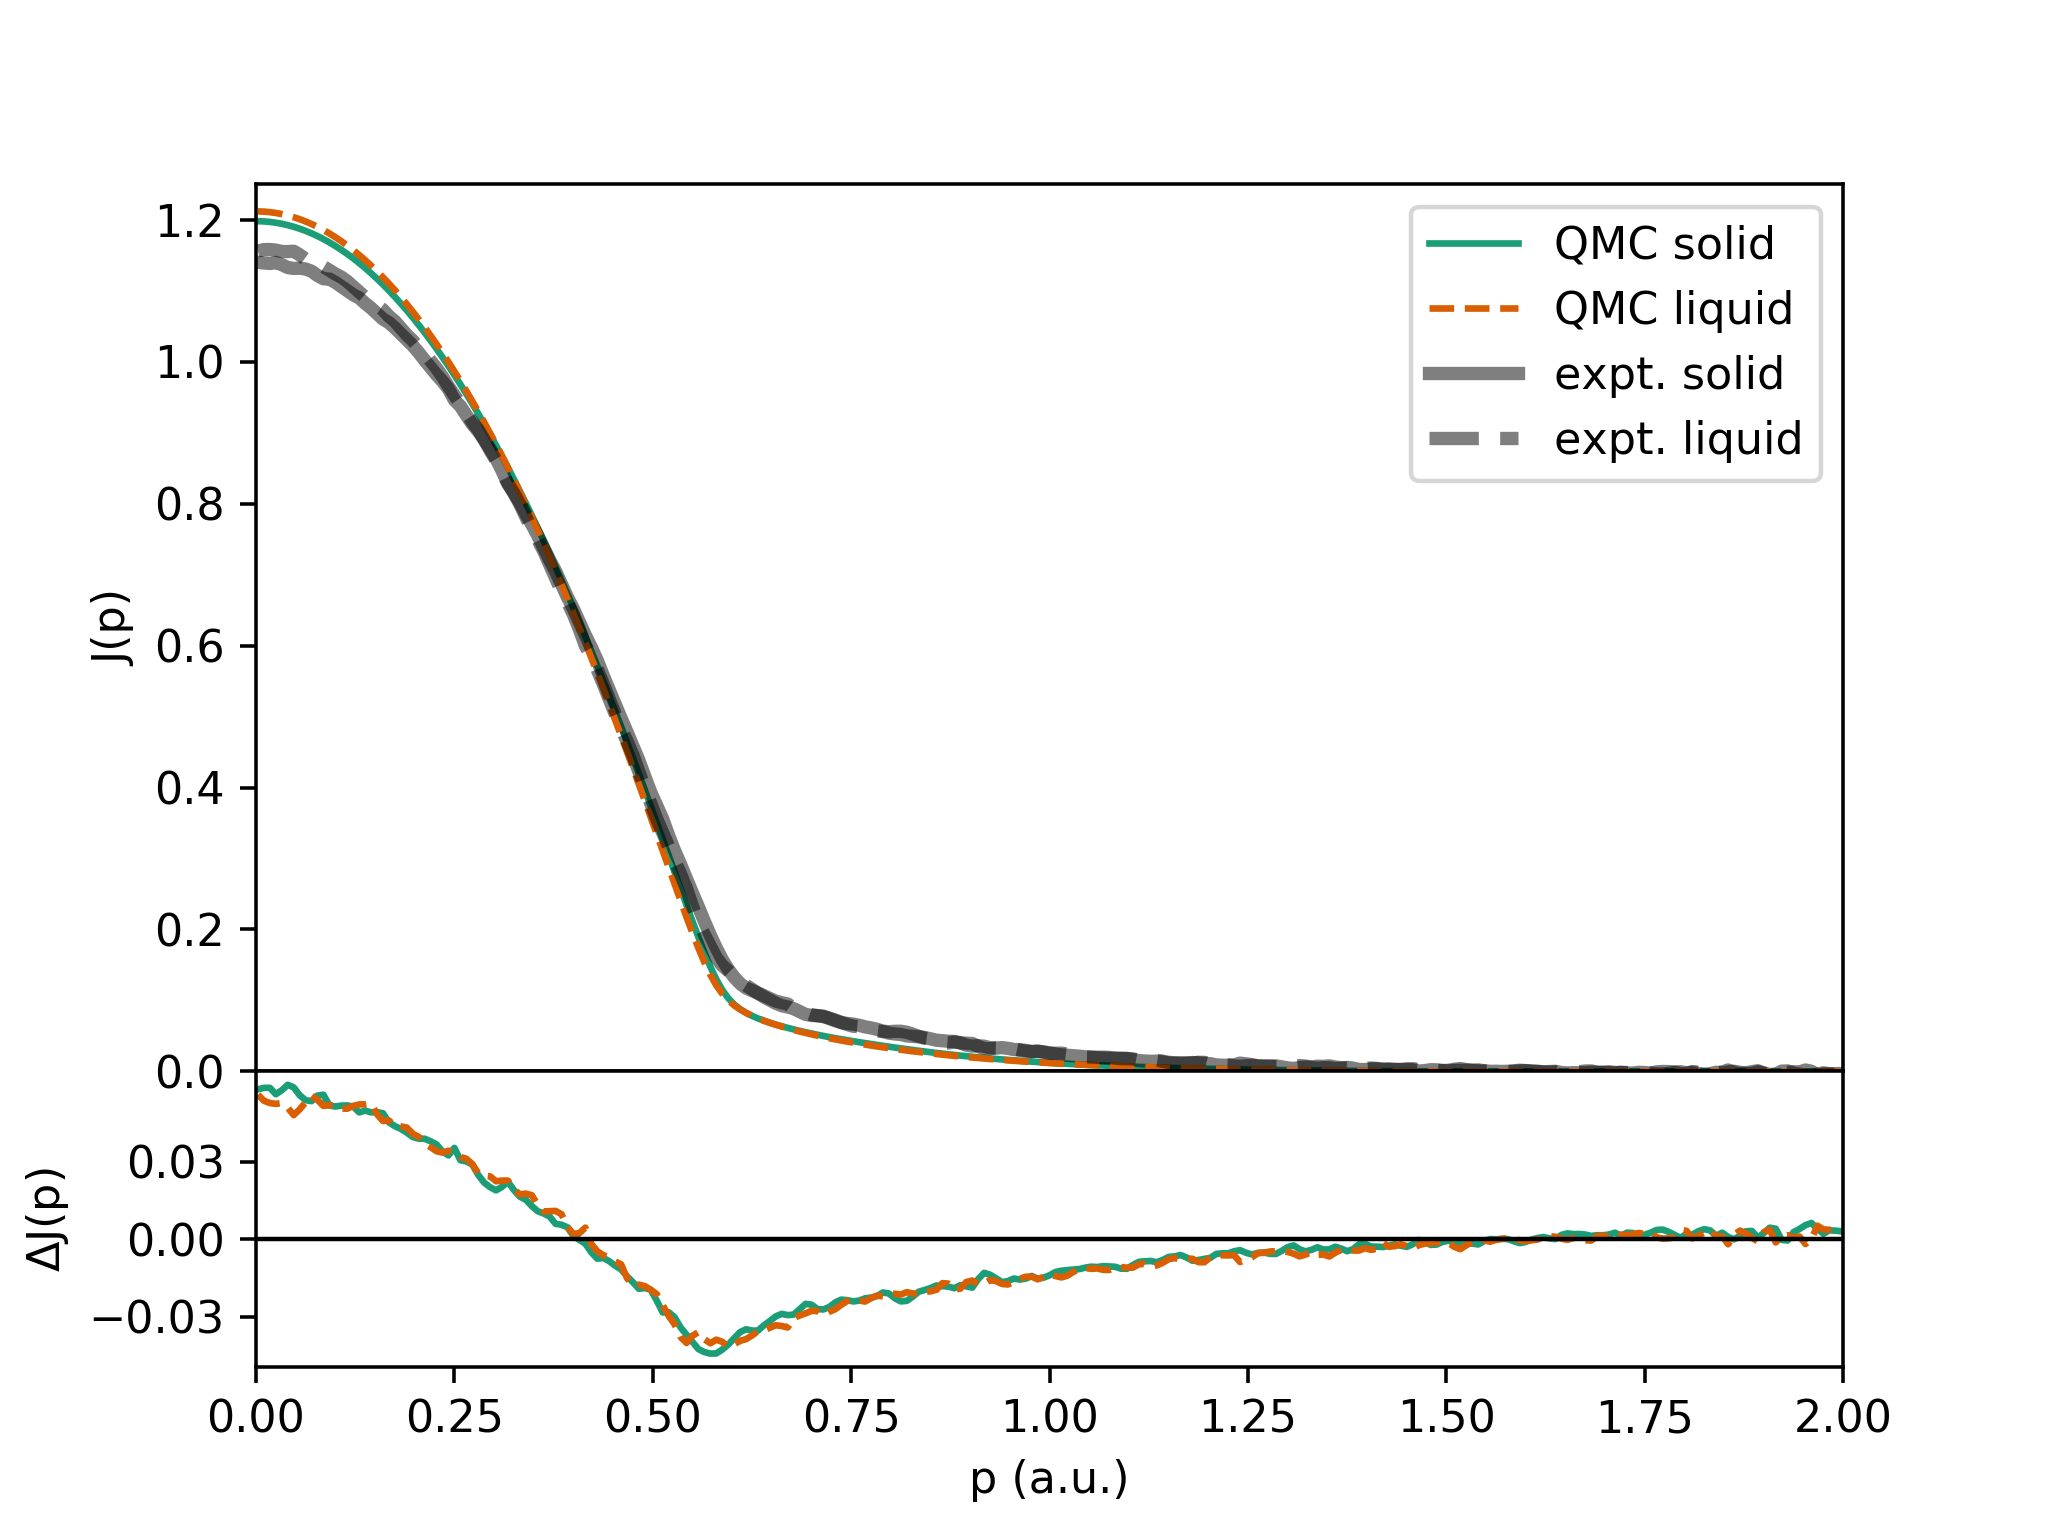 1.2
1.0
0.8
0.6
0.4
0.2
0.0
J(p)
QMC solid
QMC liquid
expt. solid
expt. liquid
0.03
0.00
−0.03
ΔJ(p)
0.00 0.25 0.50 0.75 1.00 1.25 1.50 1.75 2.00
p (a.u.)